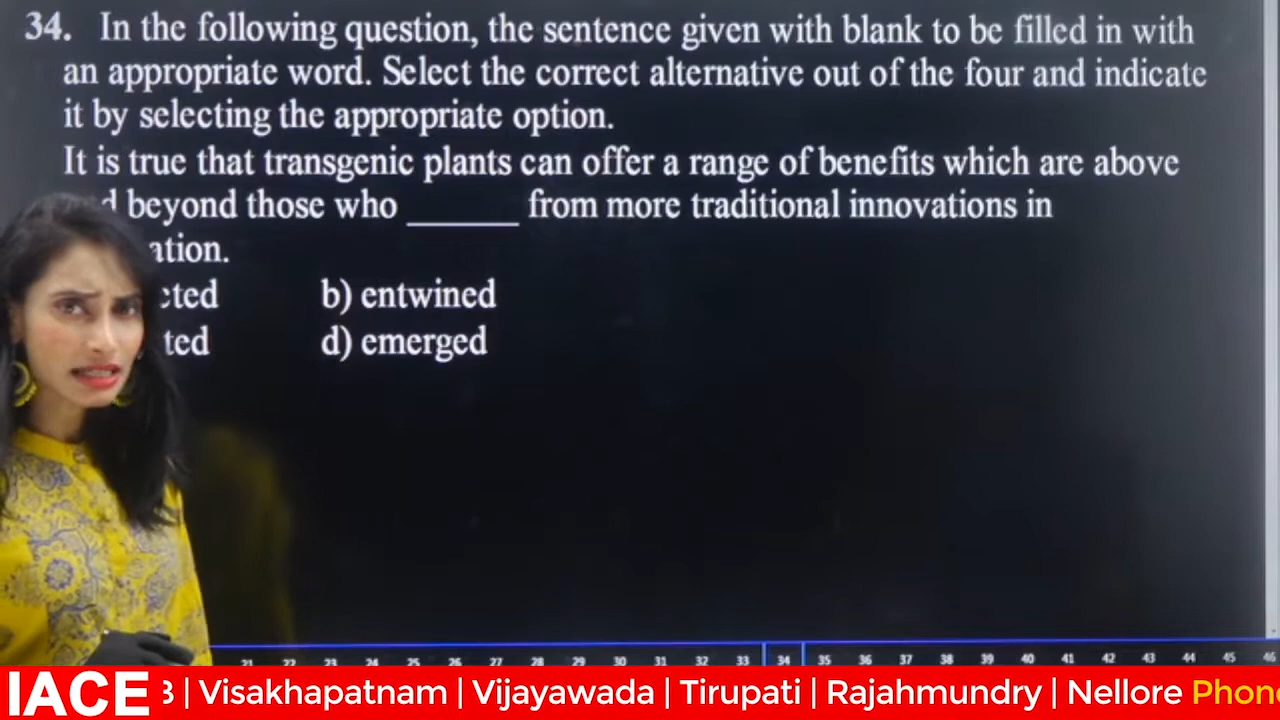 34. In the following question, the sentence given with blank to be filled in with
an appropriate word. Select the correct alternative out of the four and indicate
it by selecting the appropriate option.
It is true that transgenic plants can offer a range of benefits which are above
beyond those who ______ from more traditional innovations in
b) entwined
d) emerged
21 22 23 24 25 26 27 28 29 30 31 32 33 34 35 36 37 38 39 40 41 42 43 44 45 46
IACE | Visakhapatnam | Vijayawada | Tirupati | Rajahmundry | Nellore Phon